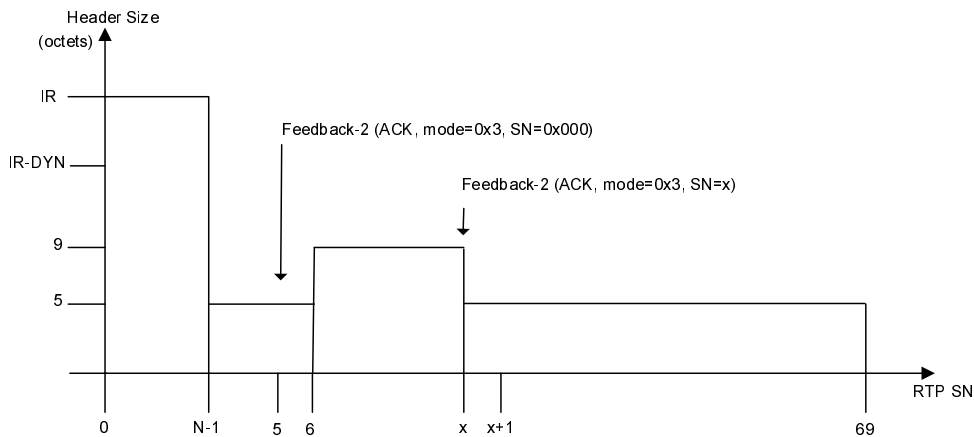 Header Size
(octets)
IR
Feedback-2 (ACK, mode=0x3, SN=0x000)
IR-DYN
Feedback-2 (ACK, mode=0x3, SN=x)
9
5
RTP SN
0
N-1
5
6
x
x+1
69